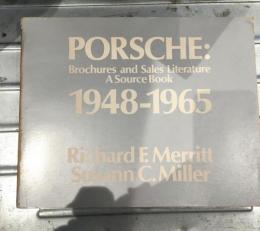 PORSCHE:
Brochures and Sales Literature
A Source Book
1948-1965
Richard F. Merritt
Susann C. Miller